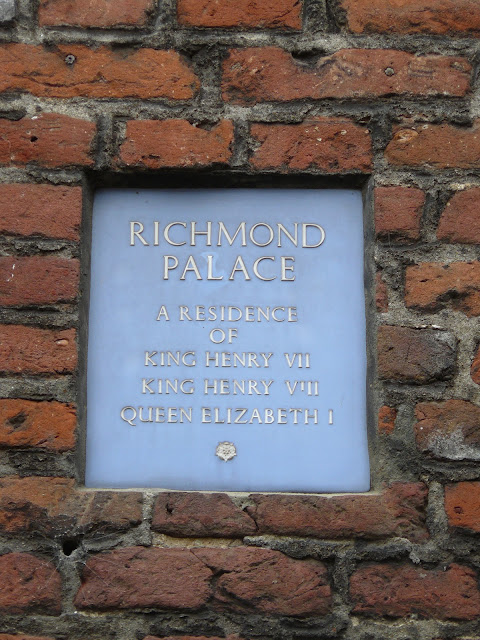 RICHMOND
PALACE
A RESIDENCE
OF
KING HENRY VII
KING HENRY VIII
QUEEN ELIZABETH I